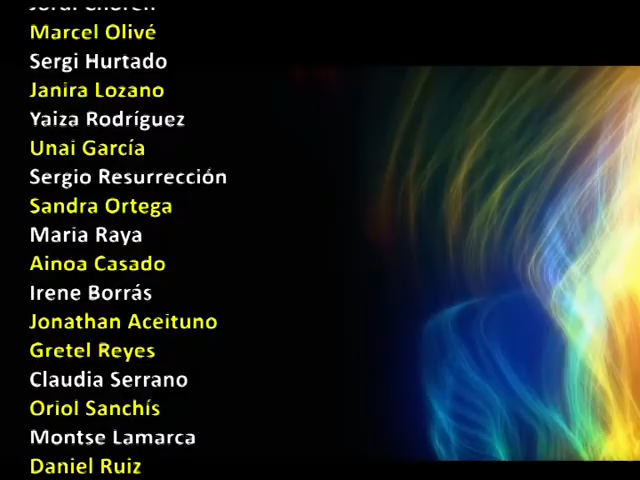 Marcel Olivé
Sergi Hurtado
Janira Lozano
Yaiza Rodríguez
Unai García
Sergio Resurrección
Sandra Ortega
Maria Raya
Ainoa Casado
Irene Borrás
Jonathan Aceituno
Gretel Reyes
Claudia Serrano
Oriol Sanchís
Montse Lamarca
Daniel Ruiz